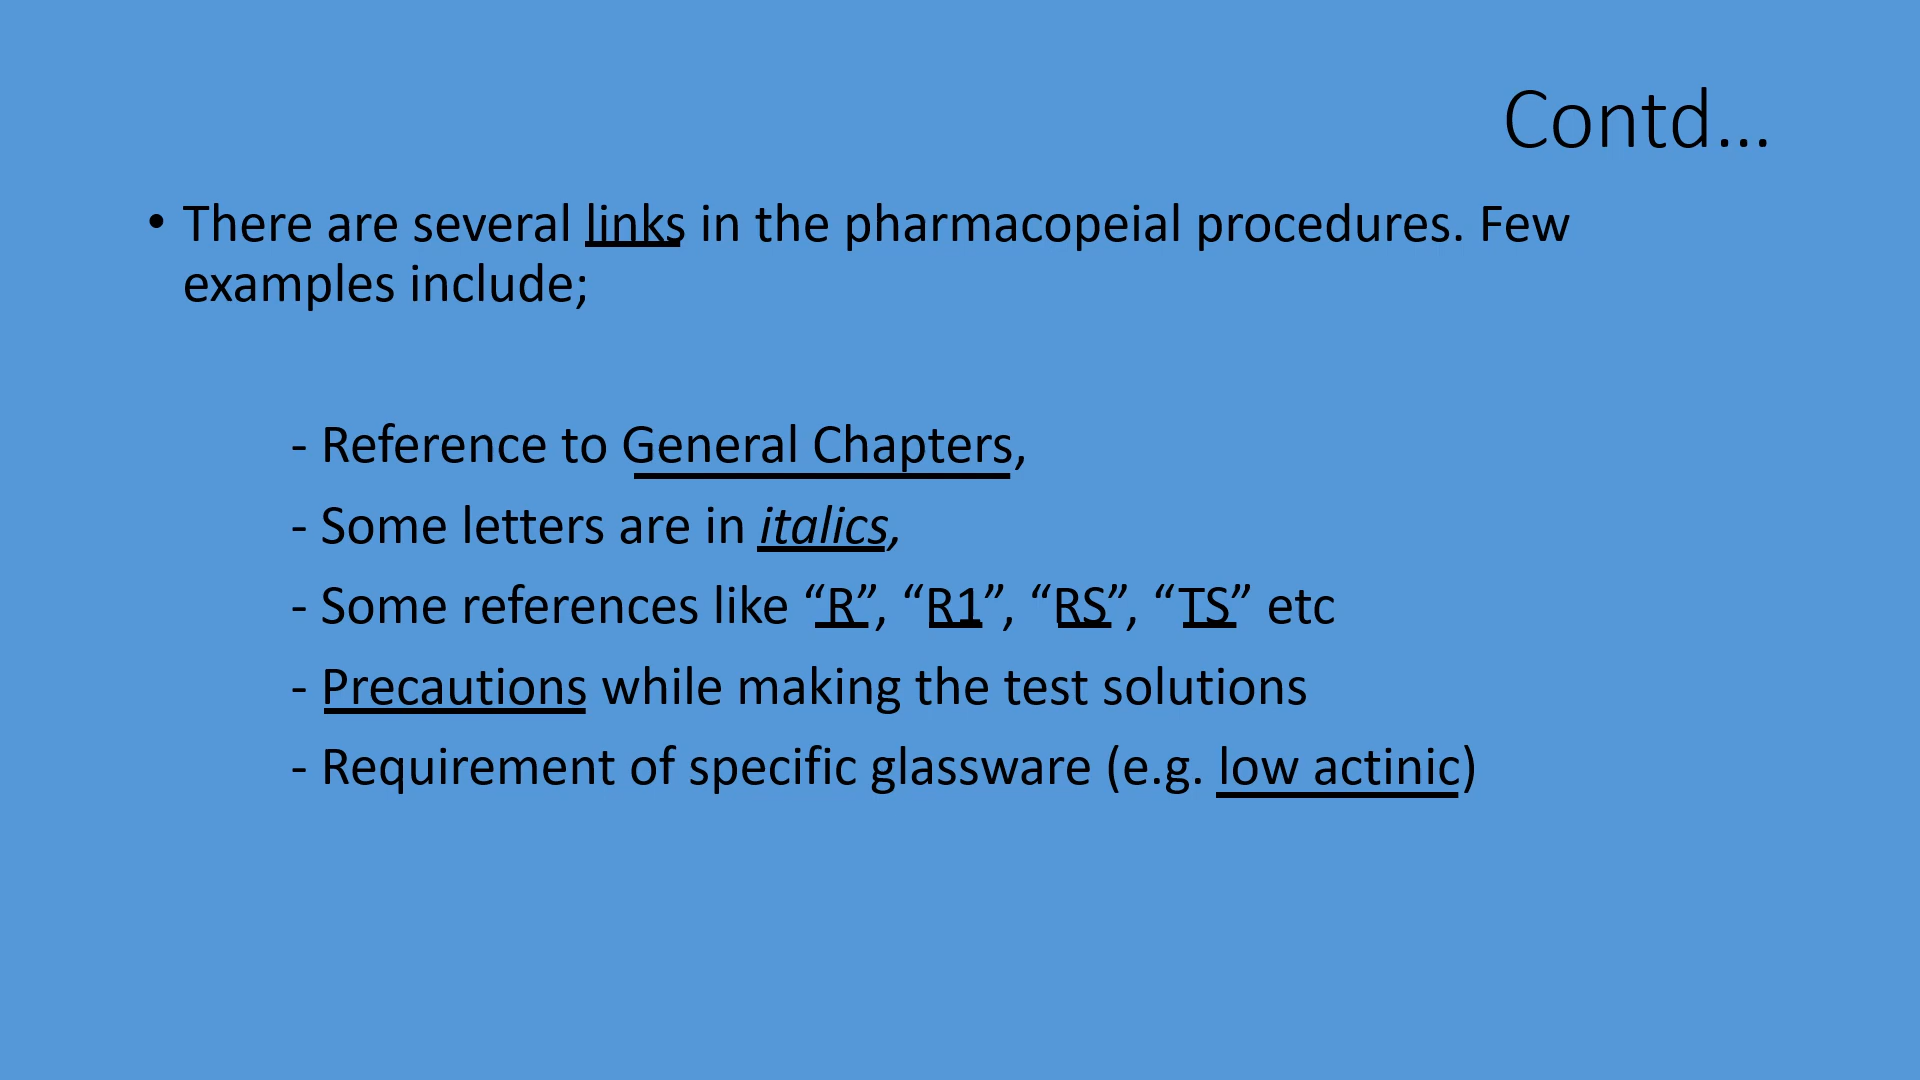 Contd...
• There are several links in the pharmacopeial procedures. Few
examples include;
- Reference to General Chapters,
- Some letters are in italics,
- Some references like “R”, “R1”, “RS”, “TS” etc
- Precautions while making the test solutions
- Requirement of specific glassware (e.g. low actinic)